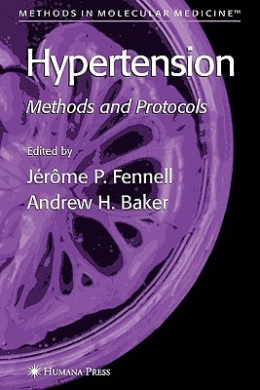 METHODS IN MOLECULAR MEDICINE™
Hypertension
Methods and Protocols
Edited by
Jérôme P. Fennell
Andrew H. Baker
HUMANA PRESS